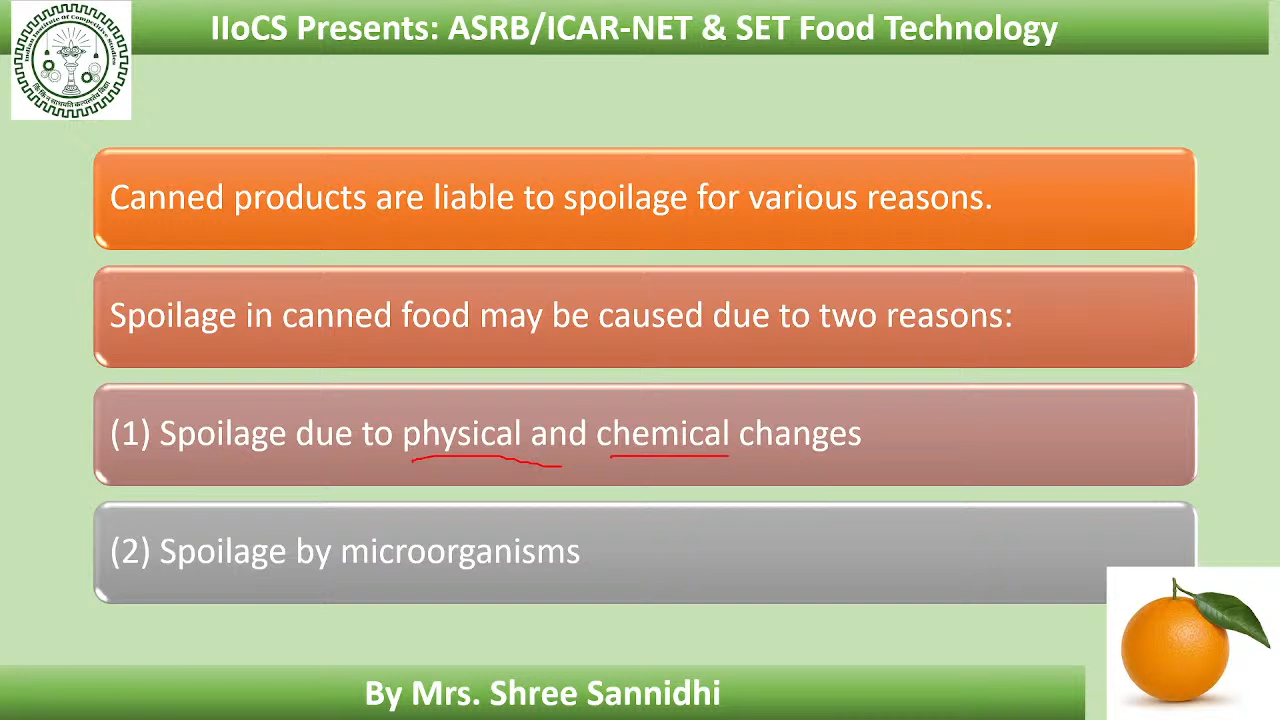 IIoCS Presents: ASRB/ICAR-NET & SET Food Technology
Canned products are liable to spoilage for various reasons.
Spoilage in canned food may be caused due to two reasons:
(1) Spoilage due to physical and chemical changes
(2) Spoilage by microorganisms
By Mrs. Shree Sannidhi